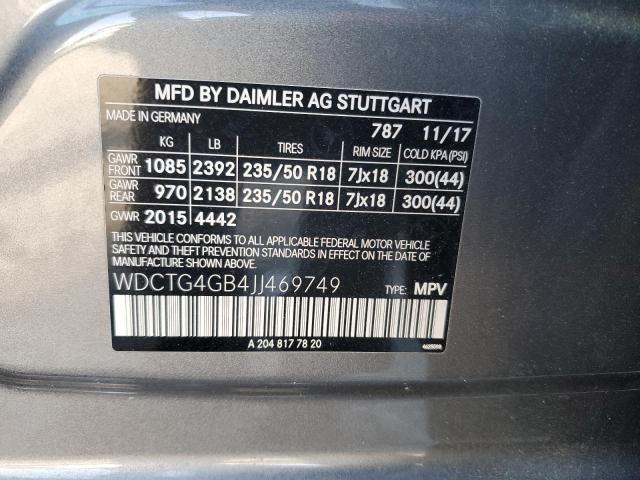 MFD BY DAIMLER AG STUTTGART
MADE IN GERMANY
787 11/17
KG LB TIRES RIM SIZE COLD KPA (PSI)
GAWR FRONT 1085 2392 235/50 R18 7Jx18 300(44)
GAWR REAR 970 2138 235/50 R18 7Jx18 300(44)
GVWR 2015 4442
THIS VEHICLE CONFORMS TO ALL APPLICABLE FEDERAL MOTOR VEHICLE
SAFETY AND THEFT PREVENTION STANDARDS IN EFFECT ON THE DATE OF
MANUFACTURE SHOWN ABOVE.
WDCTG4GB4JJ469749 TYPE: MPV
A 204 817 78 20